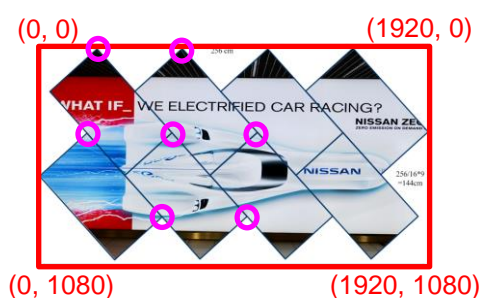 (0, 0)
(1920, 0)
256 cm
WHAT IF_ WE ELECTRIFIED CAR RACING?
NISSAN ZE
ZERO EMISSION ON DEMAND
NISSAN
256/16*9
=144cm
(0, 1080)
(1920, 1080)